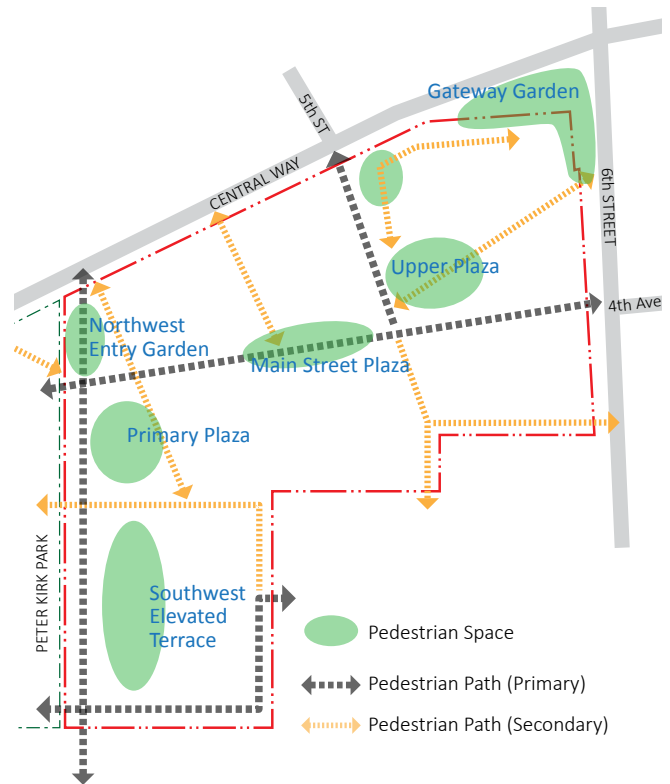 Gateway Garden
5th ST
CENTRAL WAY
6th STREET
Upper Plaza
4th Ave
Northwest
Entry Garden
Main Street Plaza
Primary Plaza
PETER KIRK PARK
Southwest
Elevated
Terrace
Pedestrian Space
Pedestrian Path (Primary)
Pedestrian Path (Secondary)